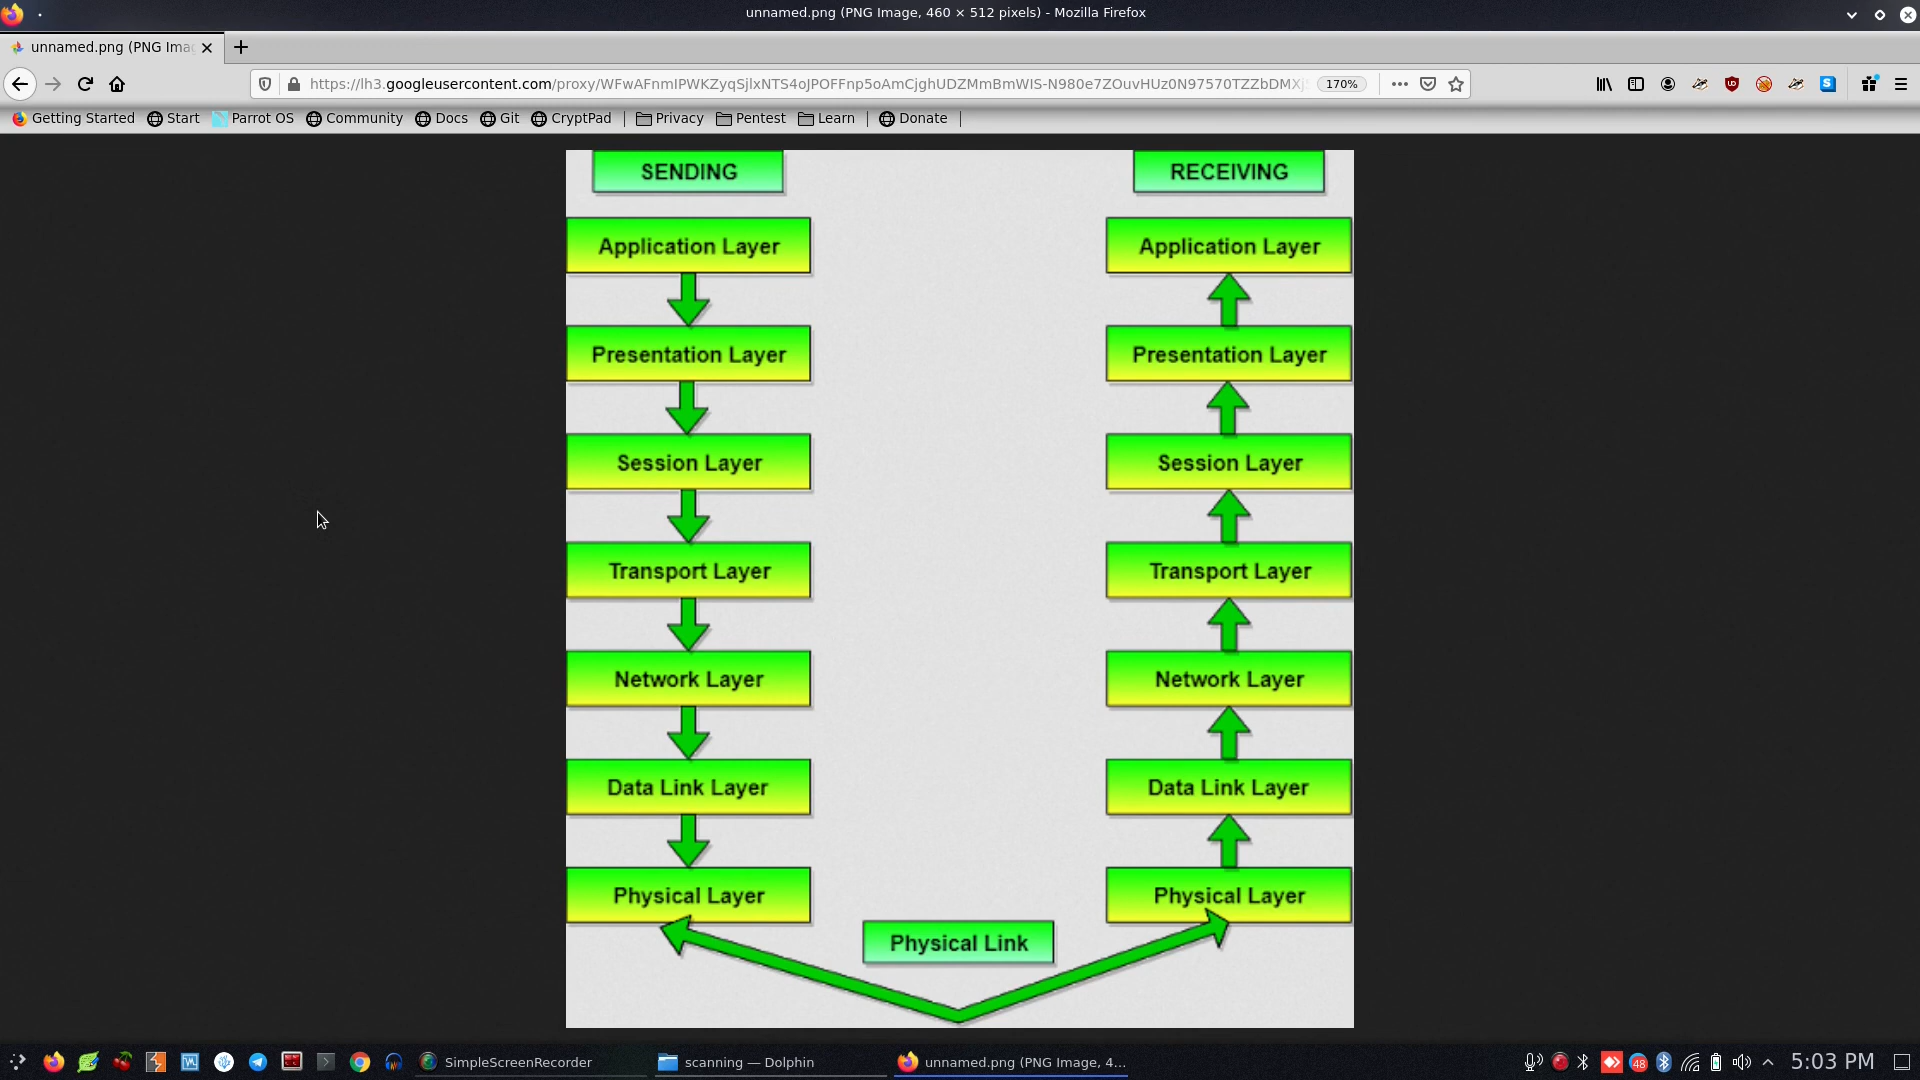 unnamed.png (PNG Image, 460 × 512 pixels) - Mozilla Firefox
unnamed.png (PNG Ima
https://lh3.googleusercontent.com/proxy/WFwAFnmIPWKZyqSjlxNTS4oJPOFFnp5oAmCjghUDZMmBmWIS-N980e7ZOuvHUz0N97570TZZbDMXj
170%
Getting Started Start Parrot OS Community Docs Git CryptPad Privacy Pentest Learn Donate
SENDING RECEIVING
Application Layer Application Layer
Presentation Layer Presentation Layer
Session Layer Session Layer
Transport Layer Transport Layer
Network Layer Network Layer
Data Link Layer Data Link Layer
Physical Layer Physical Layer
Physical Link
SimpleScreenRecorder scanning — Dolphin unnamed.png (PNG Image, 4... 48 5:03 PM